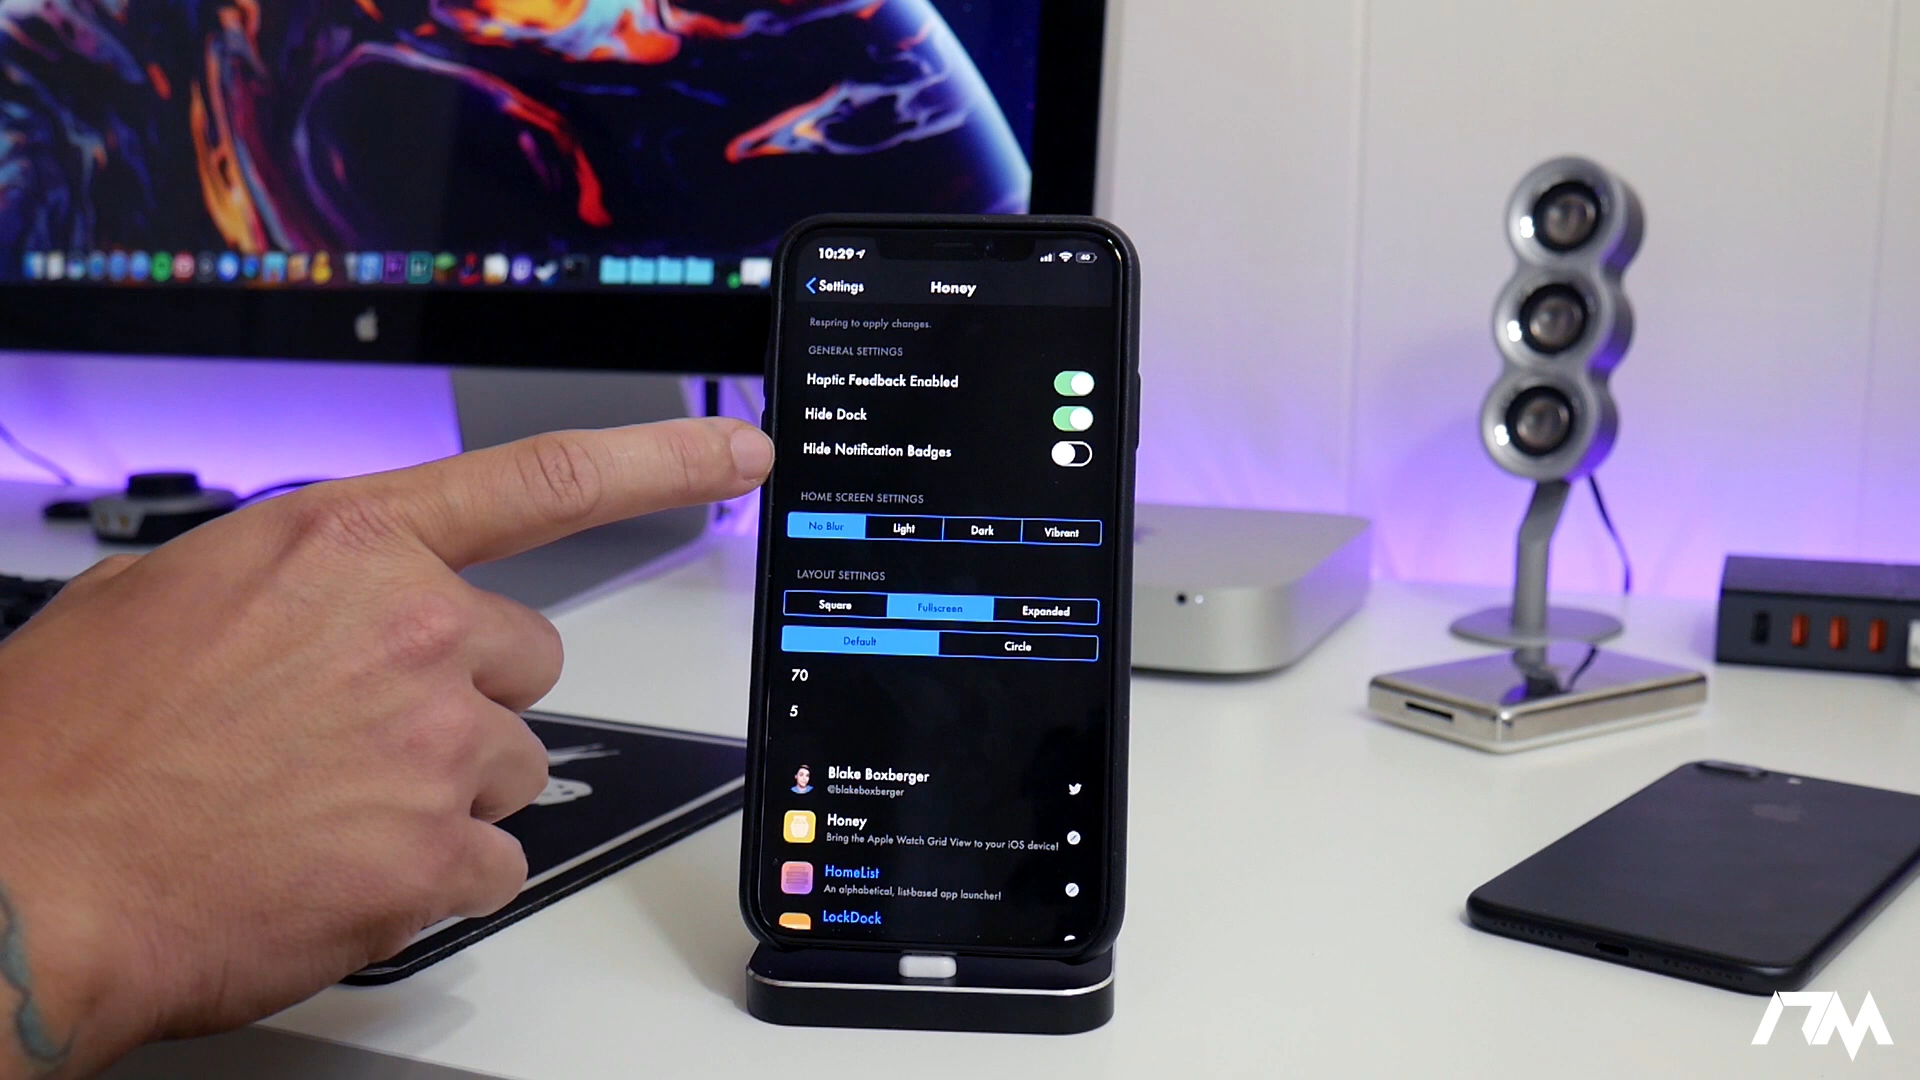 10:29
40
Settings
Honey
Respring to apply changes.
GENERAL SETTINGS
Haptic Feedback Enabled
Hide Dock
Hide Notification Badges
HOME SCREEN SETTINGS
No Blur Light Dark Vibrant
LAYOUT SETTINGS
Square Fullscreen Expanded
Default Circle
70
5
Blake Boxberger
@blakeboxberger
Honey
Bring the Apple Watch Grid View to your iOS device!
HomeList
An alphabetical, list-based app launcher!
LockDock